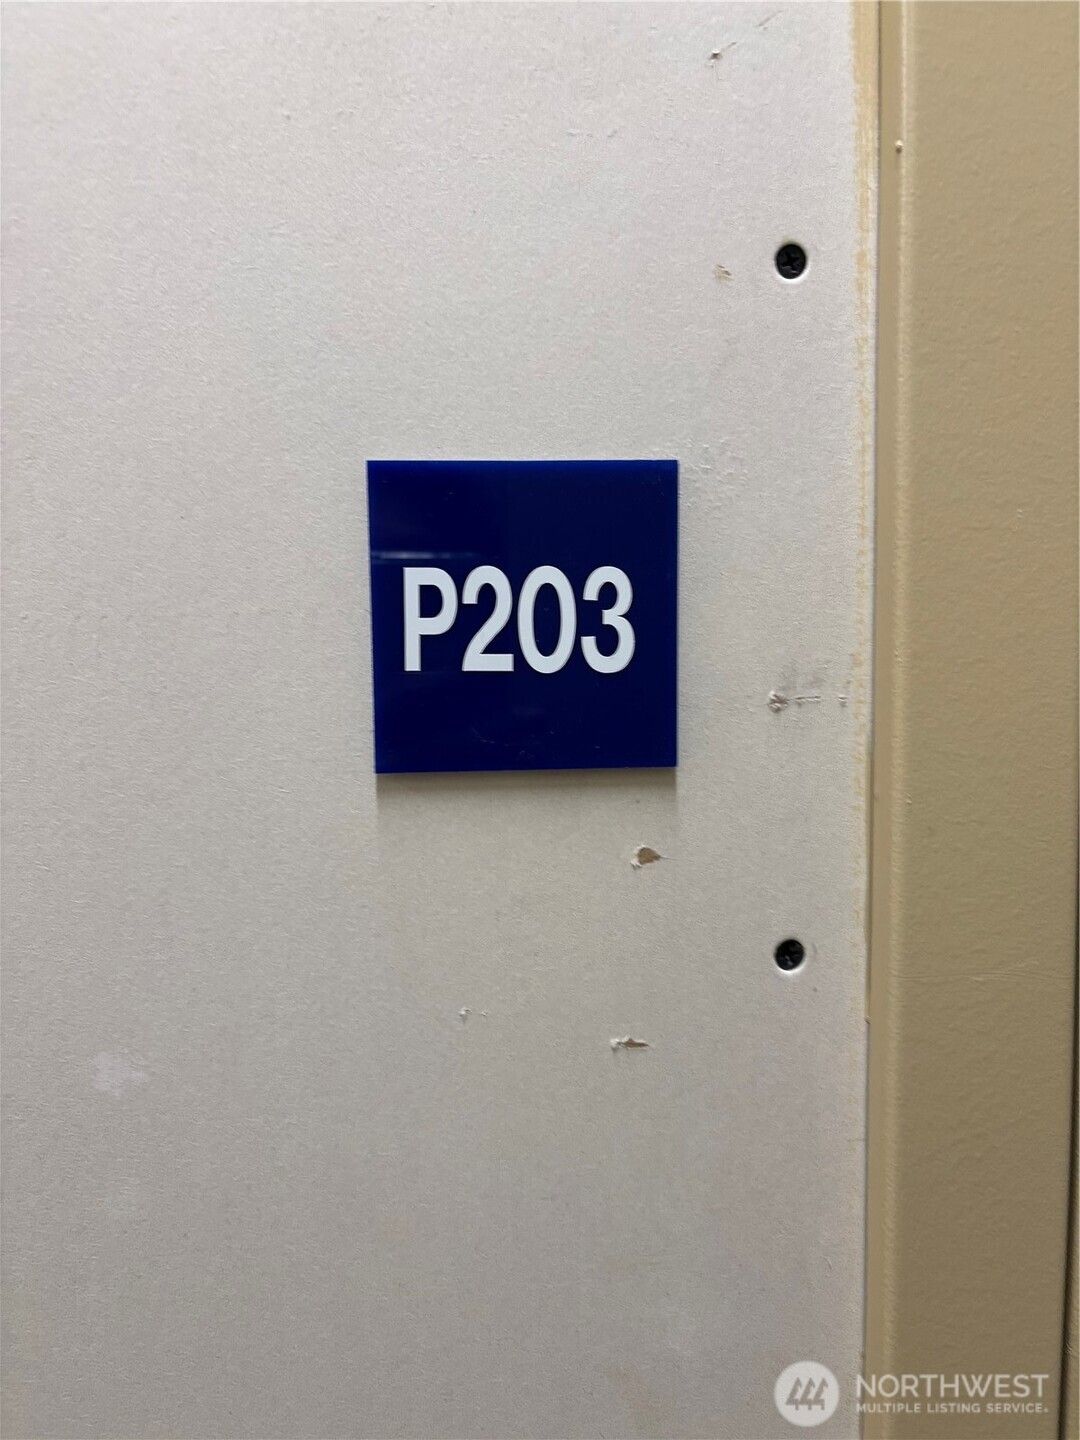 P203
NORTHWEST
MULTIPLE LISTING SERVICE®